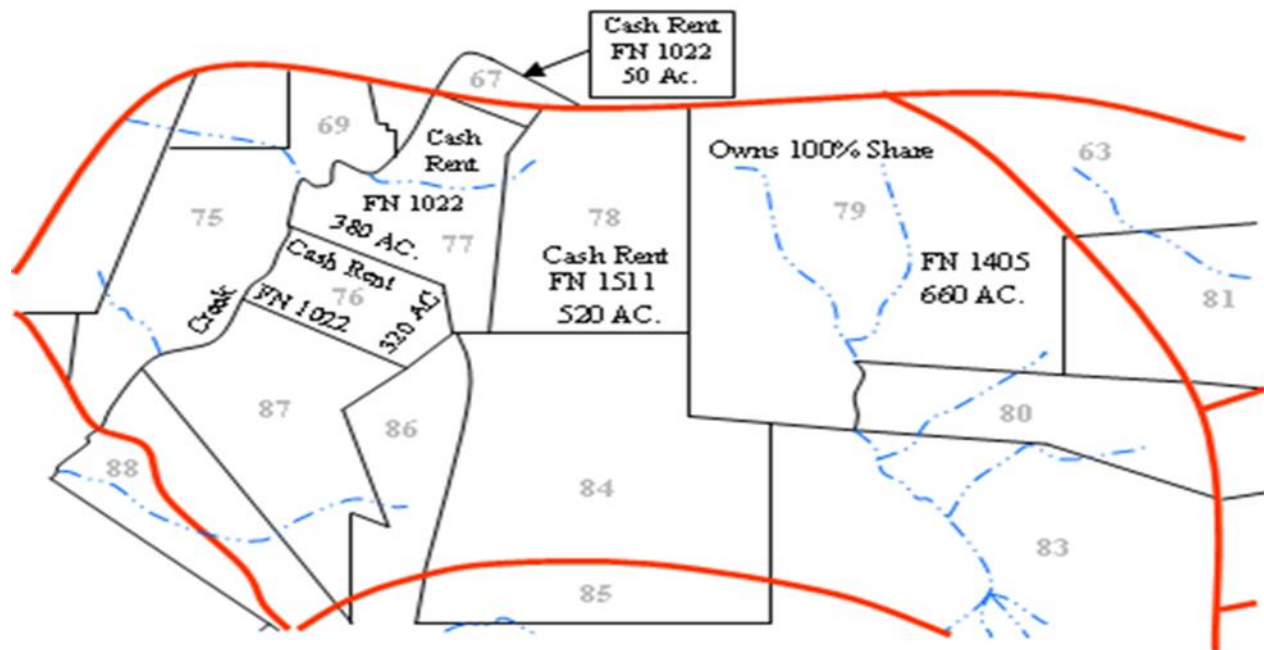 Cash Rent
FN 1022
50 Ac.
67
69
Cash
Rent
Owns 100% Share
63
75
FN 1022
380 AC.
77
78
79
Cash Rent
FN 1511
520 AC.
FN 1405
660 AC.
81
Cash Rent
76
FN 1022
320 AC
Creek
87
86
80
88
84
83
85